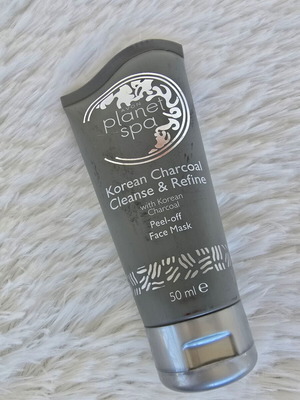 planet
spa
Korean Charcoal
Cleanse & Refine
with Korean
Charcoal
Peel-off
Face Mask
50 ml e